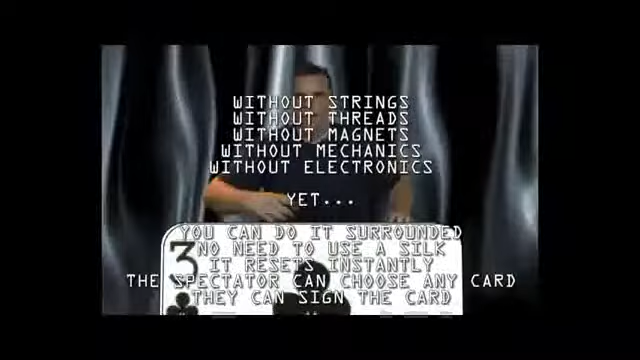 WITHOUT STRINGS
WITHOUT THREADS
WITHOUT MAGNETS
WITHOUT MECHANICS
WITHOUT ELECTRONICS
YET...
YOU CAN DO IT SURROUNDED
NO NEED TO USE A SILK
IT RESETS INSTANTLY
THE SPECTATOR CAN CHOOSE ANY CARD
THEY CAN SIGN THE CARD
3